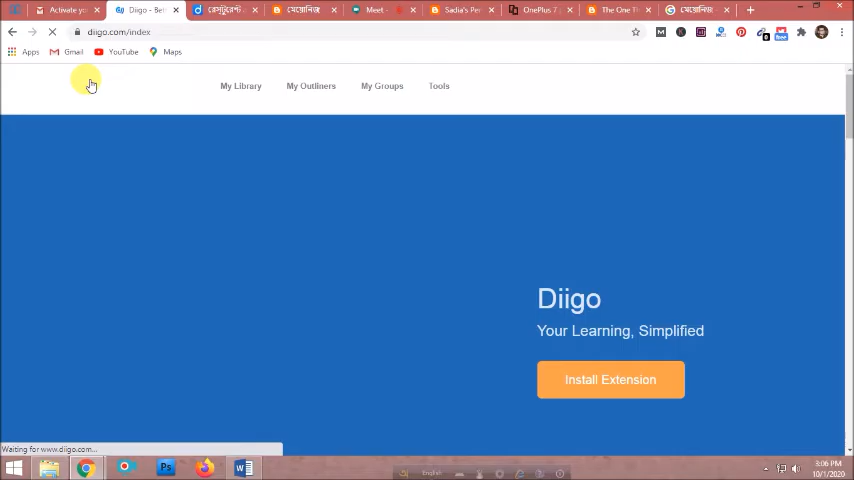 Activate yo
Diigo - Bet
রেস্টুরেন্ট
মেয়োনিজ
Meet -
Sadia's Per
OnePlus 7
The One Th
মেয়োনিজ
diigo.com/index
Apps
Gmail
YouTube
Maps
My Library
My Outliners
My Groups
Tools
Diigo
Your Learning, Simplified
Install Extension
Waiting for www.diigo.com...
Ps
English
3:06 PM
10/1/2020